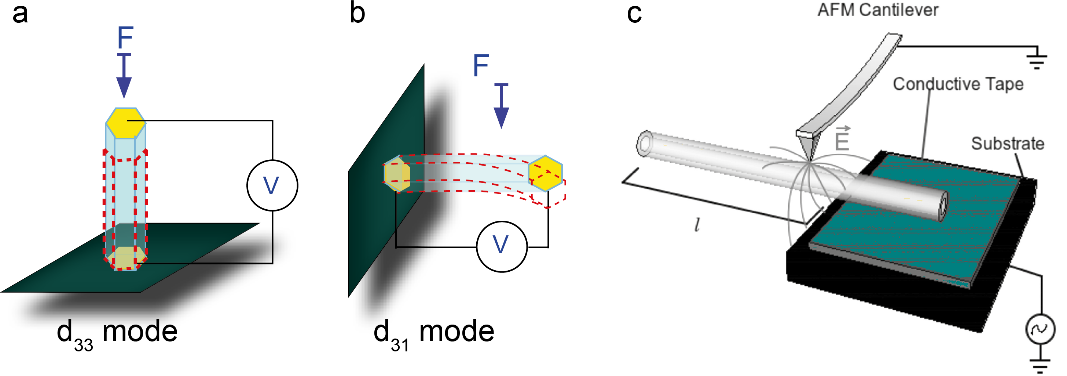 a
F
V
d33 mode
b
F
V
d31 mode
c
AFM Cantilever
Conductive Tape
Substrate
E
l